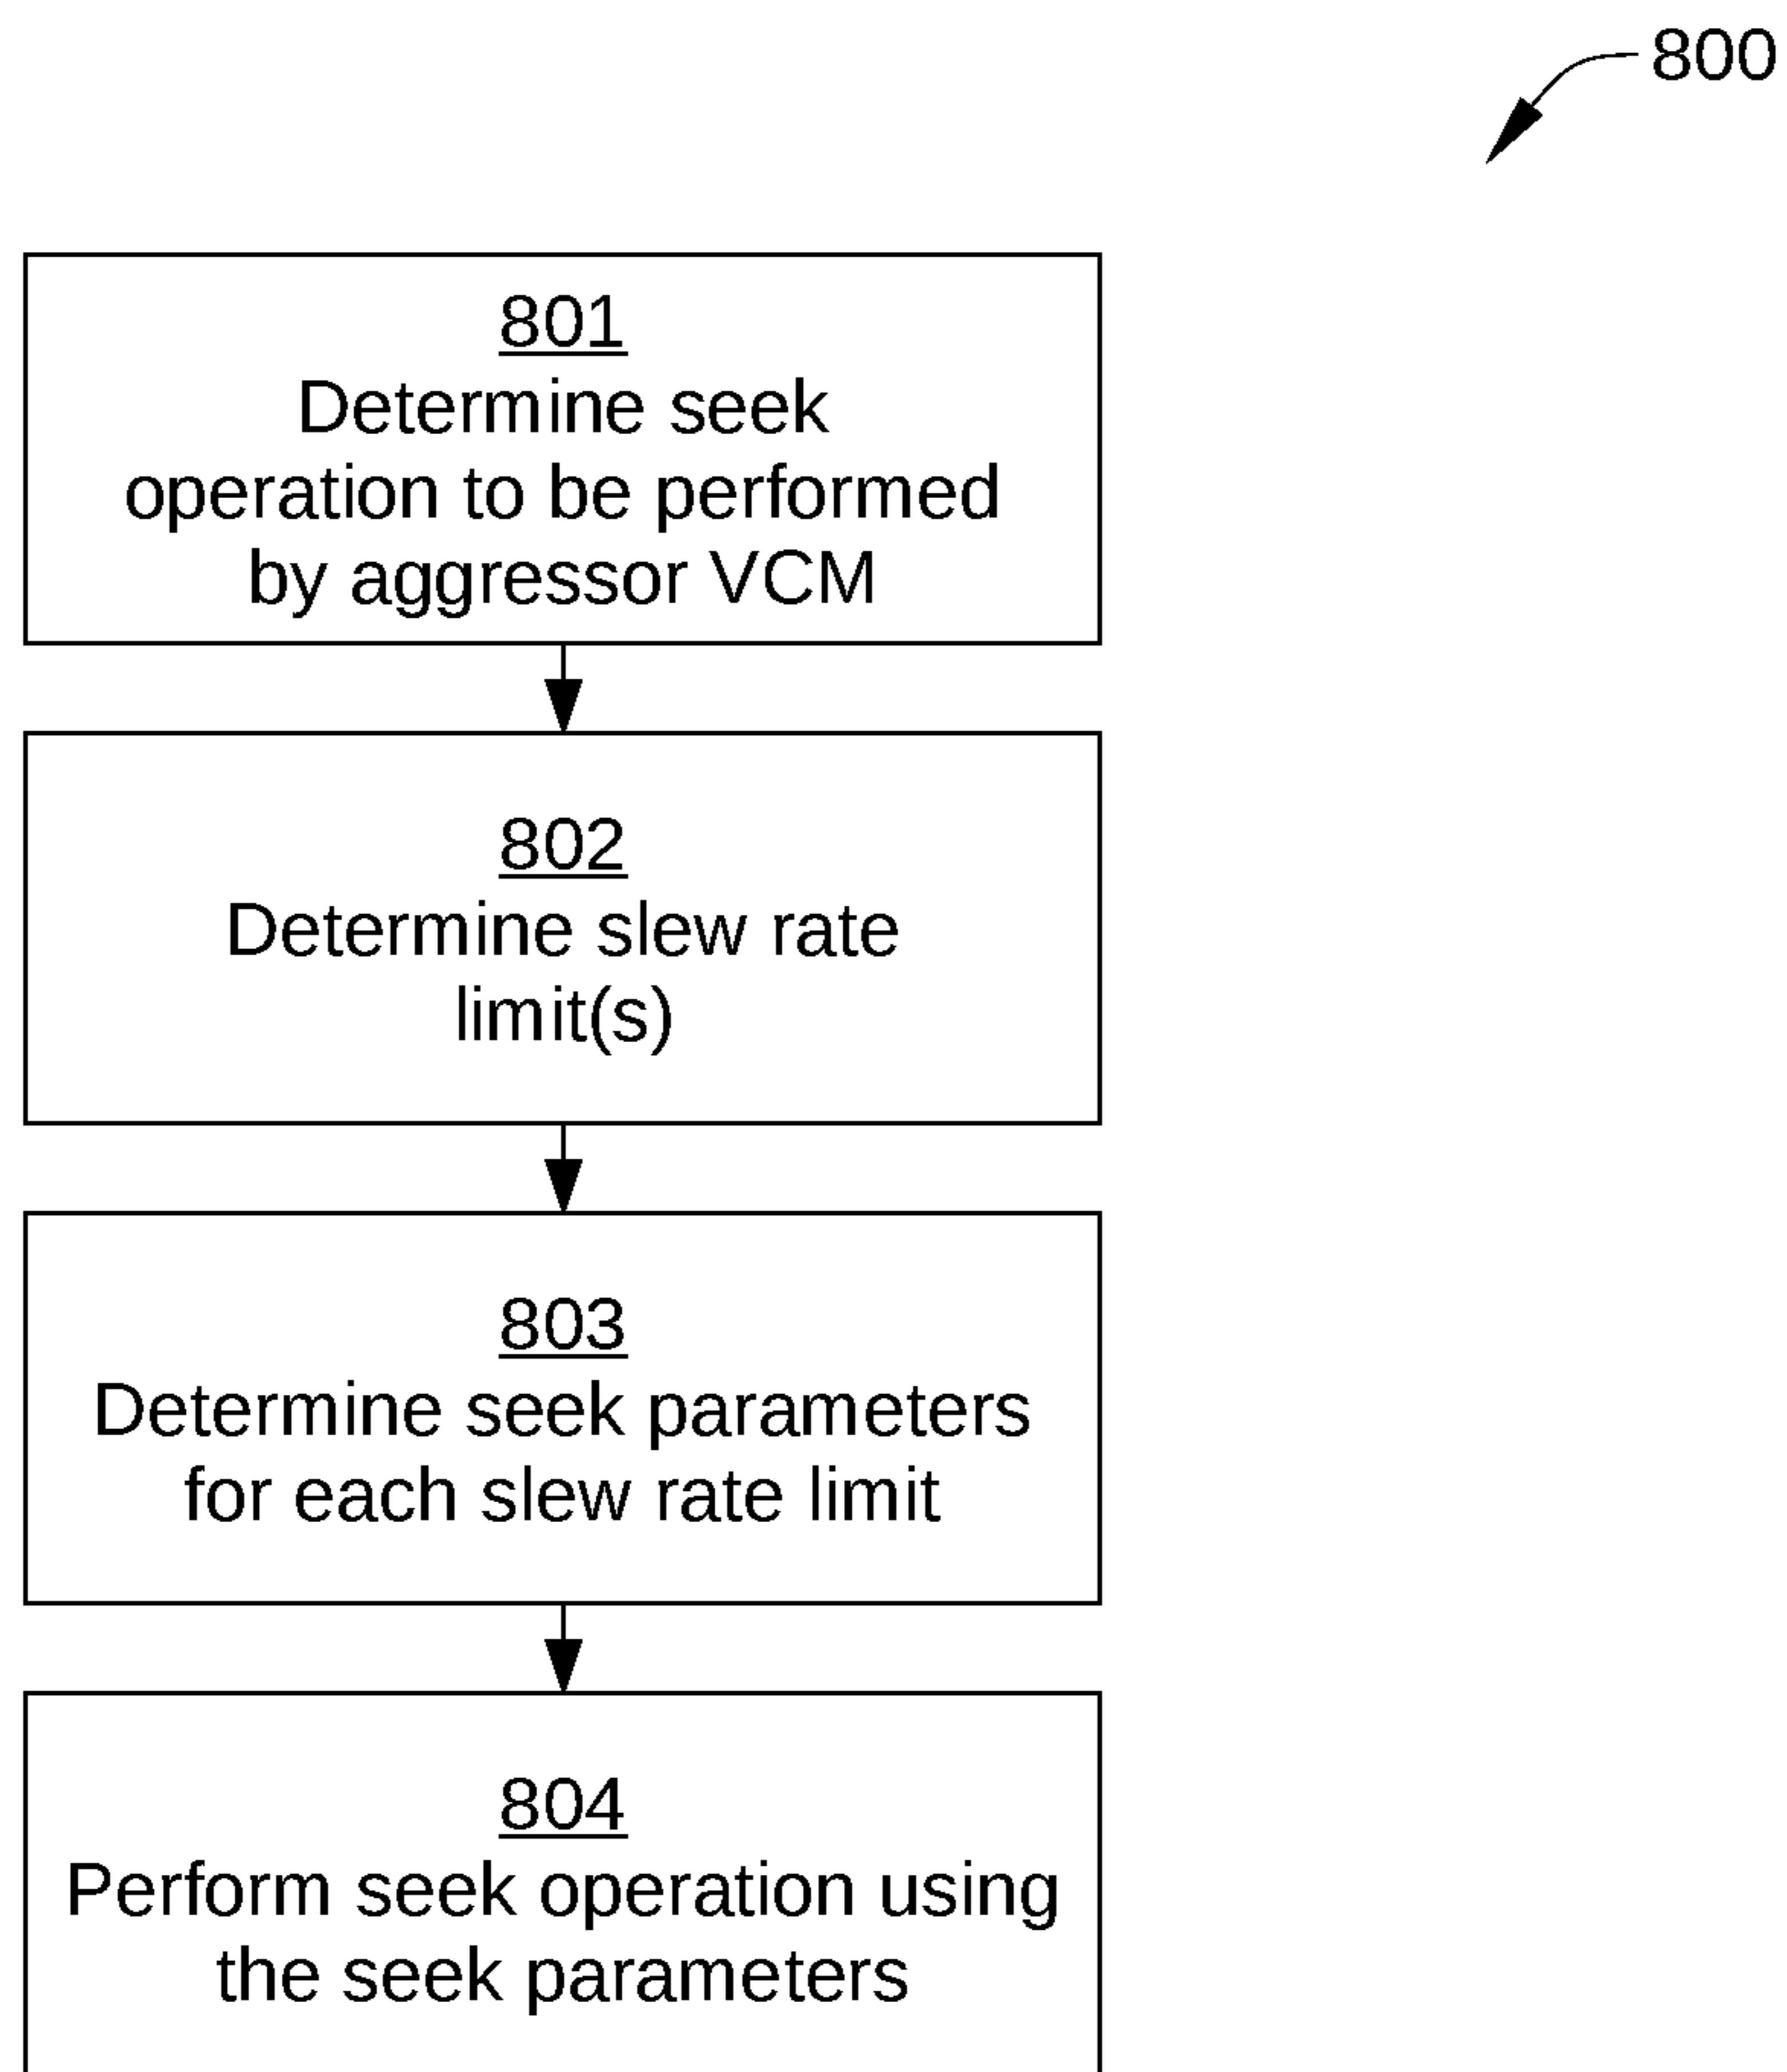 800
801
Determine seek
operation to be performed
by aggressor VCM
802
Determine slew rate
limit(s)
803
Determine seek parameters
for each slew rate limit
804
Perform seek operation using
the seek parameters